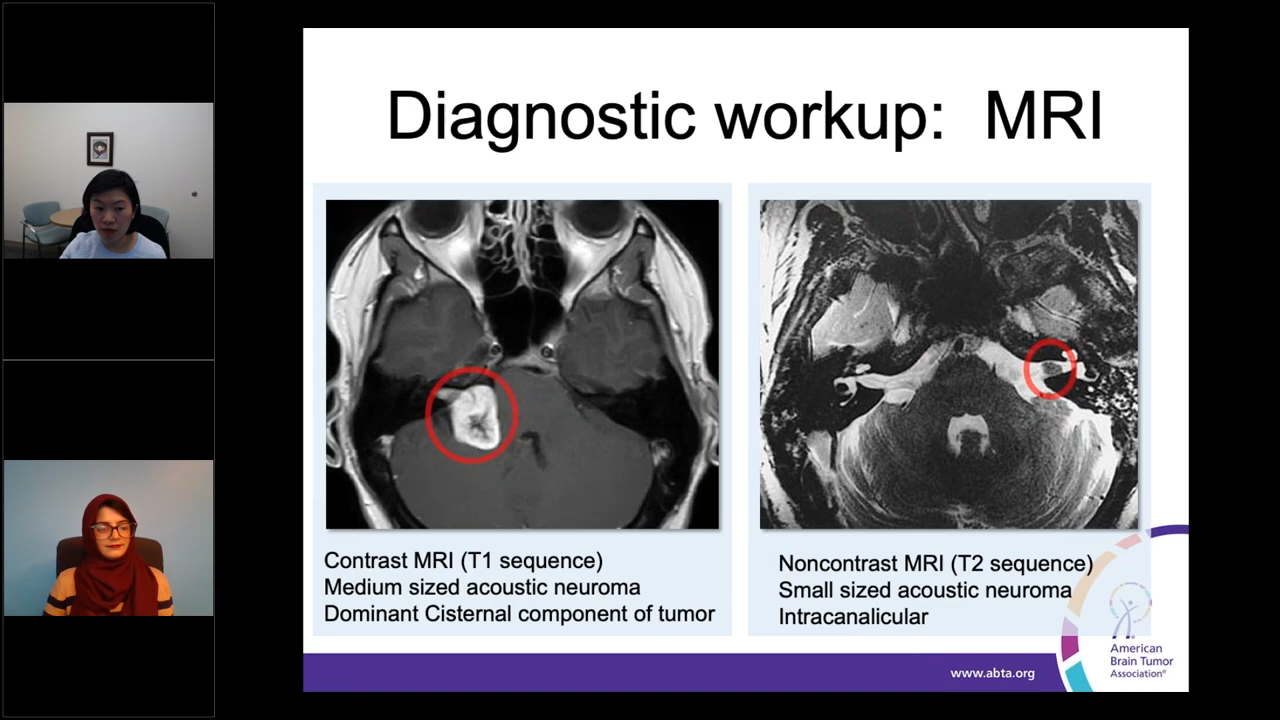 Diagnostic workup:  MRI
Contrast MRI (T1 sequence)
Medium sized acoustic neuroma
Dominant Cisternal component of tumor
Noncontrast MRI (T2 sequence)
Small sized acoustic neuroma
Intracanalicular
www.abta.org
American
Brain Tumor
Association®